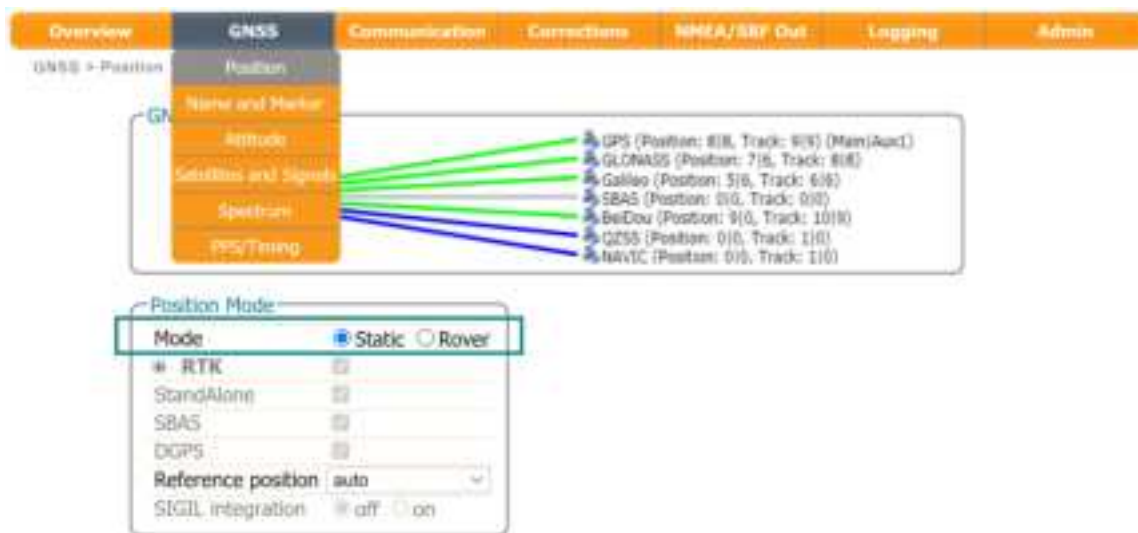 Overview GNSS Communication Corrections NMEA/SBF Out Logging Admin
GNSS > Position
Position
Name and Marker
Attitude
Satellites and Signals
Spectrum
PPS/Timing
GN
GPS (Position: 8|8, Track: 9|9) (Main|Aux1)
GLONASS (Position: 7|6, Track: 8|8)
Galileo (Position: 5|6, Track: 6|6)
SBAS (Position: 0|0, Track: 0|0)
BeiDou (Position: 9|0, Track: 10|9)
QZSS (Position: 0|0, Track: 1|0)
NAVIC (Position: 0|0, Track: 1|0)
Position Mode
Mode Static Rover
RTK
StandAlone
SBAS
DGPS
Reference position auto
SIGIL integration off on